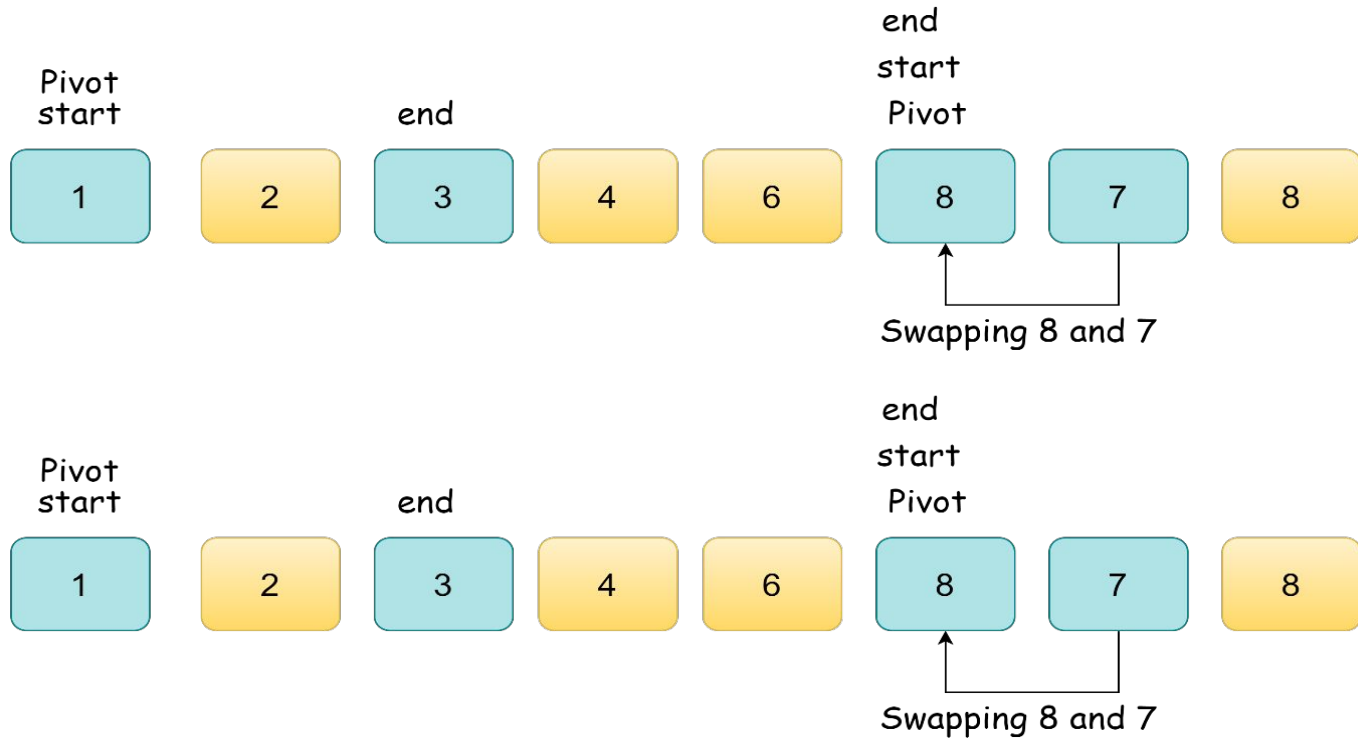 end
Pivot start
start end Pivot
1 2 3 4 6 8 7 8
Swapping 8 and 7
end
Pivot start
start end Pivot
1 2 3 4 6 8 7 8
Swapping 8 and 7